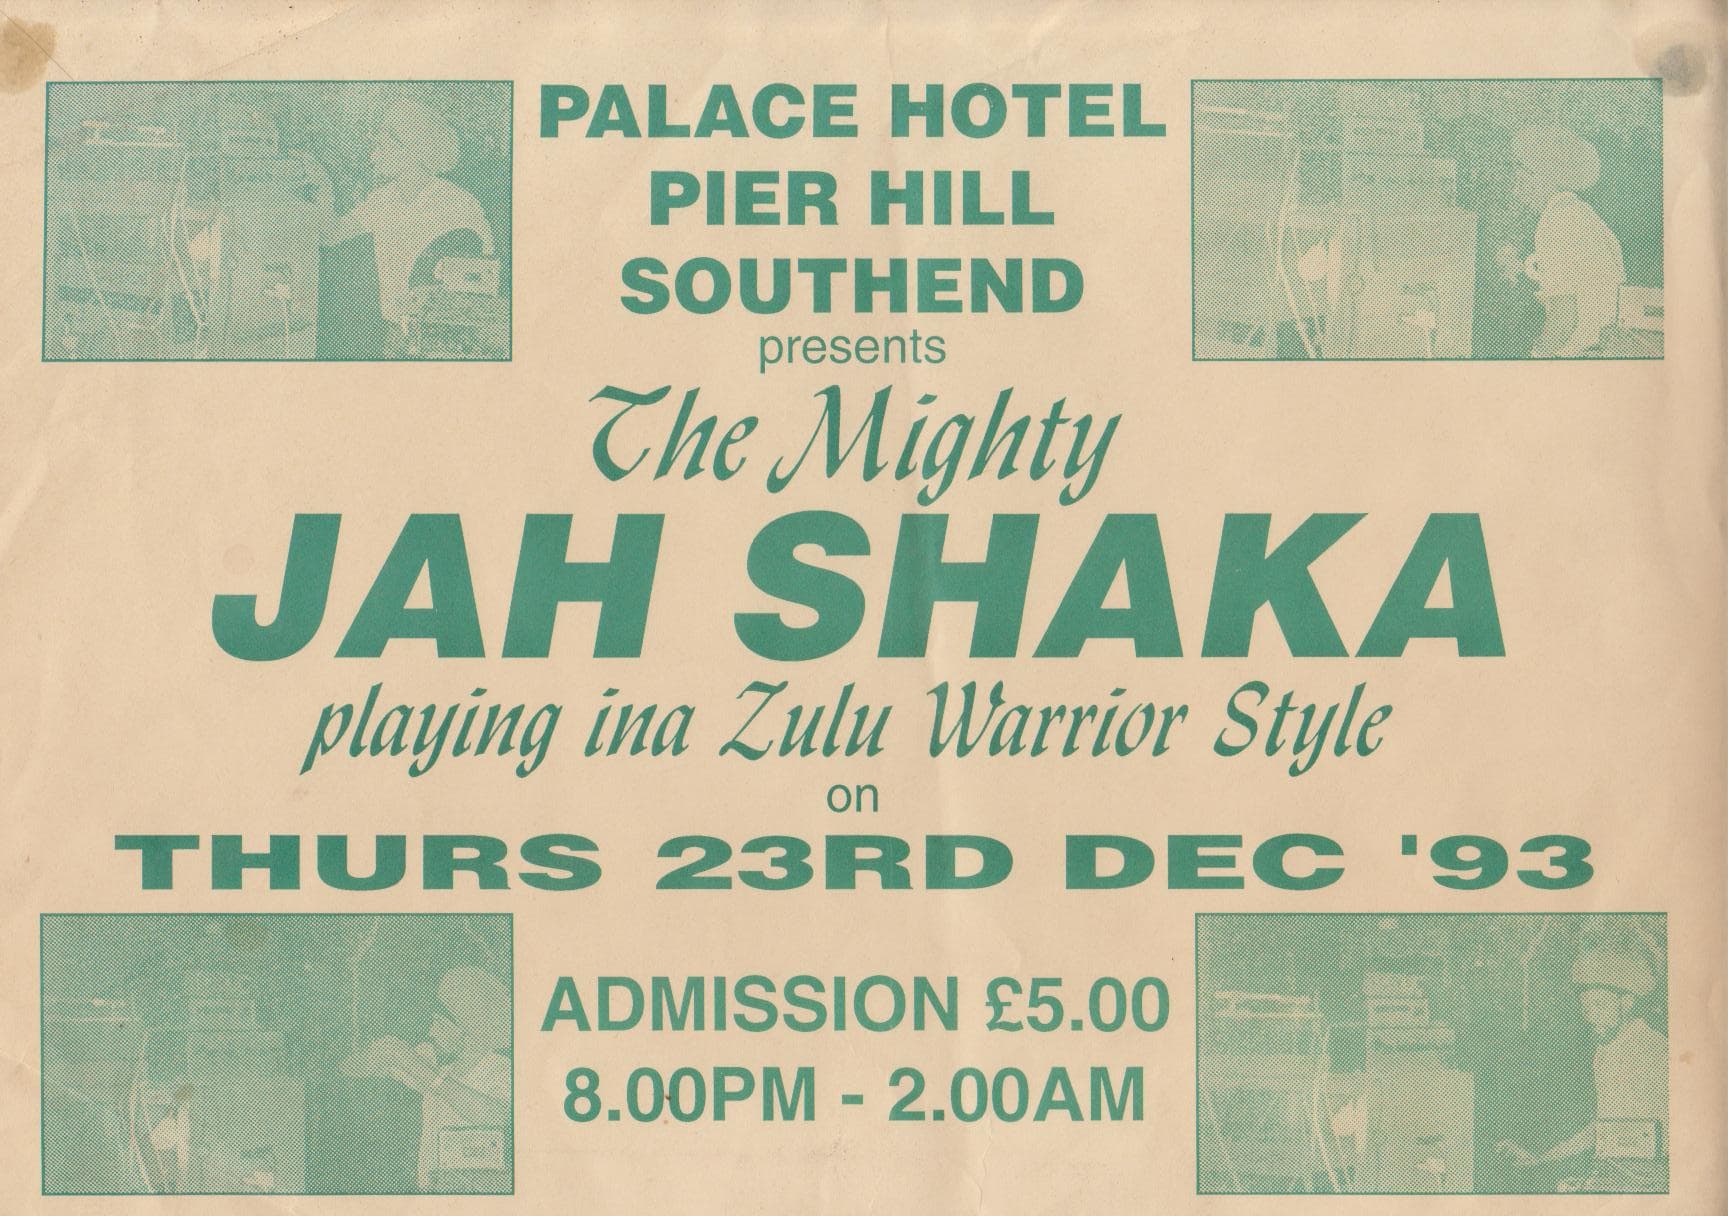 PALACE HOTEL
PIER HILL
SOUTHEND
presents
The Mighty
JAH SHAKA
playing ina Zulu Warrior Style
on
THURS 23RD DEC '93
ADMISSION £5.00
8.00PM - 2.00AM